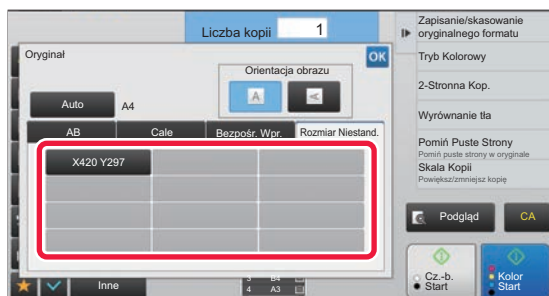 Liczba kopii 1
Oryginał
OK
Orientacja obrazu
A
A
Auto A4
AB Cale Bezpośr. Wpr. Rozmiar Niestand.
X420 Y297
Inne
3 B4
4 A3
Zapisanie/skasowanie
oryginalnego formatu
Tryb Kolorowy
2-Stronna Kop.
Wyrównanie tła
Pomiń Puste Strony
Pomiń puste strony w oryginale
Skala Kopii
Powiększ/zmniejsz kopię
Podgląd
CA
Cz.-b.
Start
Kolor
Start